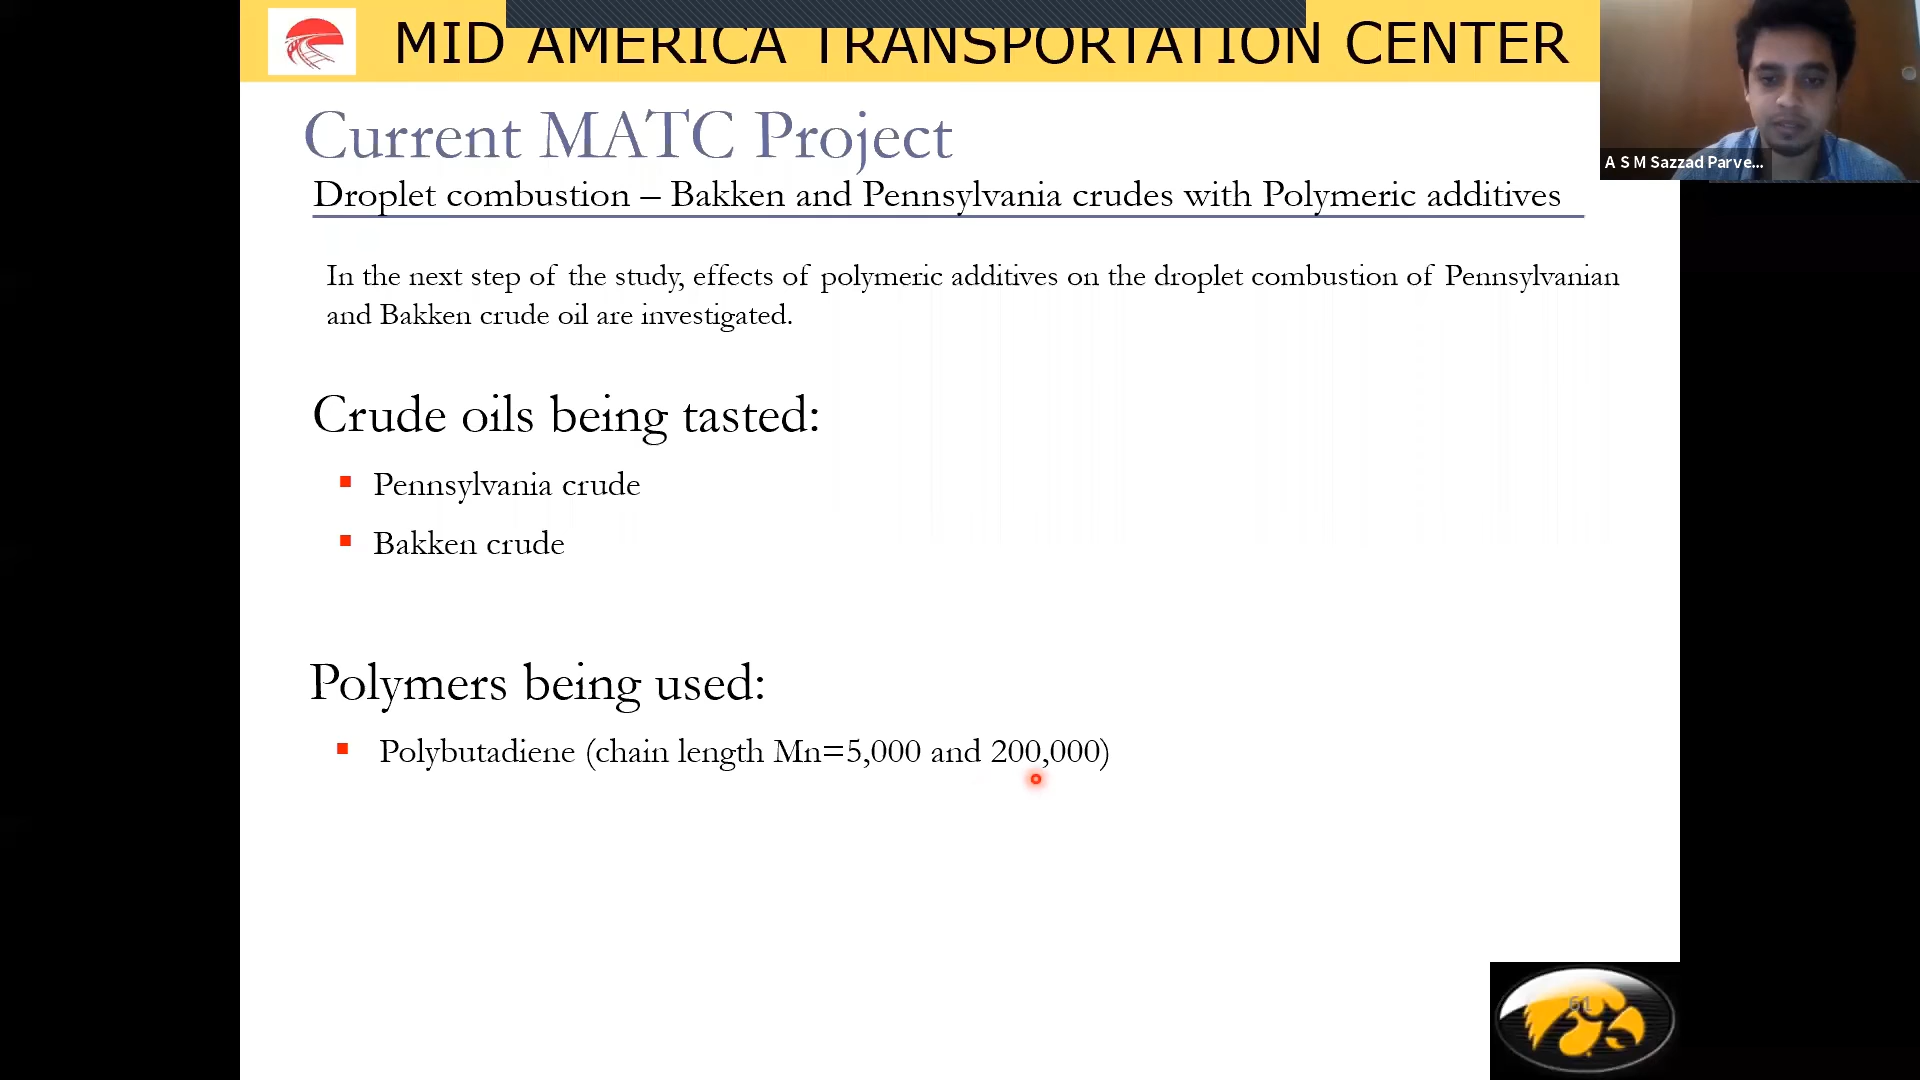 MID AMERICA TRANSPORTATION CENTER
A S M Sazzad Parve...
Current MATC Project
Droplet combustion – Bakken and Pennsylvania crudes with Polymeric additives
In the next step of the study, effects of polymeric additives on the droplet combustion of Pennsylvanian
and Bakken crude oil are investigated.
Crude oils being tasted:
Pennsylvania crude
Bakken crude
Polymers being used:
Polybutadiene (chain length Mn=5,000 and 200,000)
61